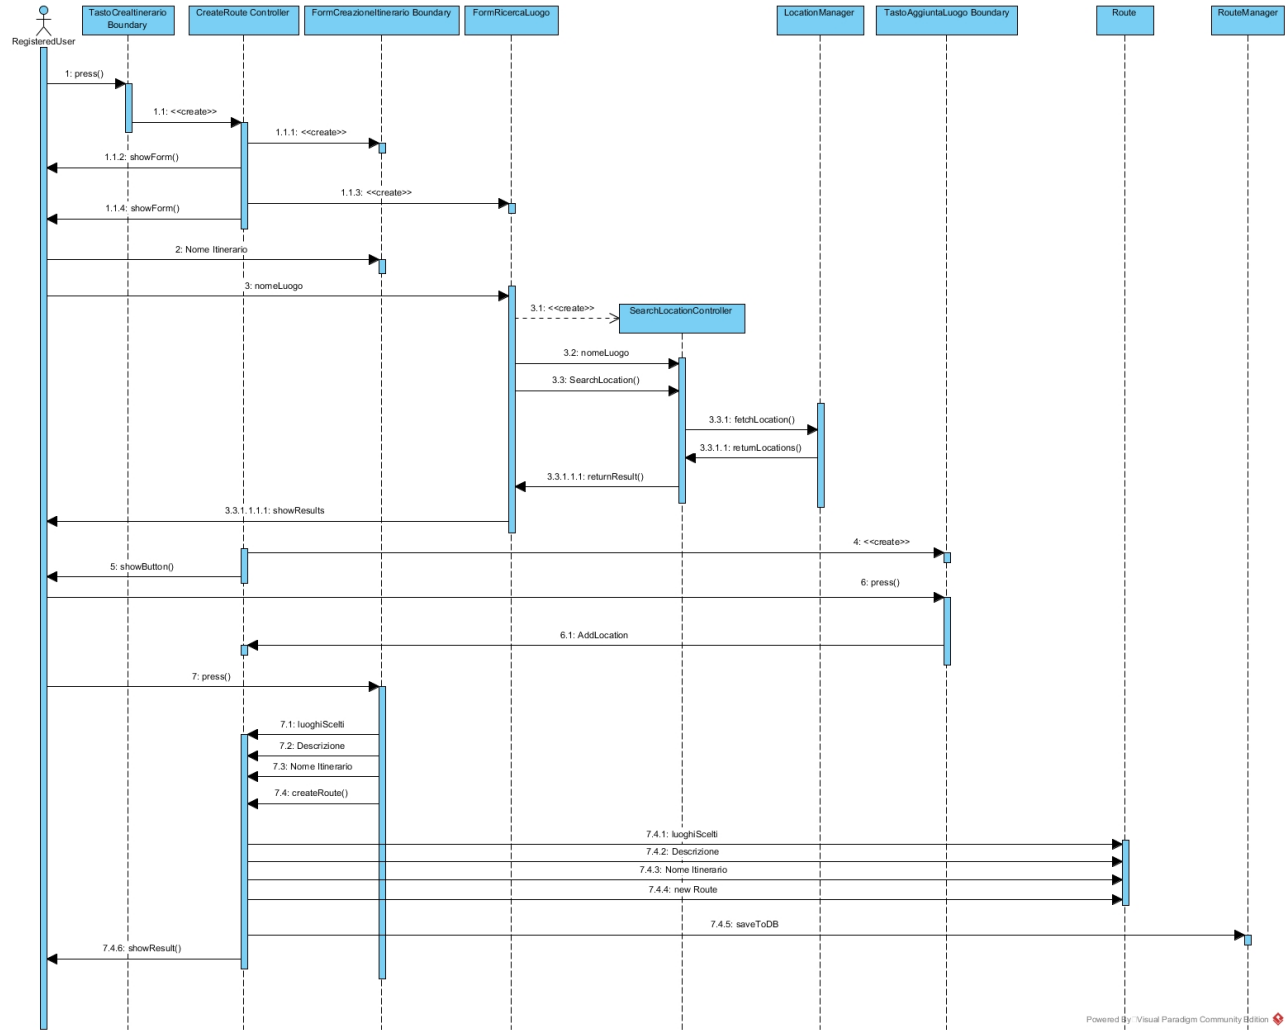 TastoCreaItinerario
Boundary
CreateRoute Controller
FormCreazioneItinerario Boundary
FormRicercaLuogo
LocationManager
TastoAggiuntaLuogo Boundary
Route
RouteManager
RegisteredUser
1: press()
1.1: <<create>>
1.1.1: <<create>>
1.1.2: showForm()
1.1.3: <<create>>
1.1.4: showForm()
2: Nome Itinerario
3: nomeLuogo
3.1: <<create>>
SearchLocationController
3.2: nomeLuogo
3.3: SearchLocation()
3.3.1: fetchLocation()
3.3.1.1: returnLocations()
3.3.1.1.1: returnResult()
3.3.1.1.1.1: showResults
4: <<create>>
5: showButton()
6: press()
6.1: AddLocation
7: press()
7.1: luoghiScelti
7.2: Descrizione
7.3: Nome Itinerario
7.4: createRoute()
7.4.1: luoghiScelti
7.4.2: Descrizione
7.4.3: Nome Itinerario
7.4.4: new Route
7.4.5: saveToDB
7.4.6: showResult()
Powered By Visual Paradigm Community Edition